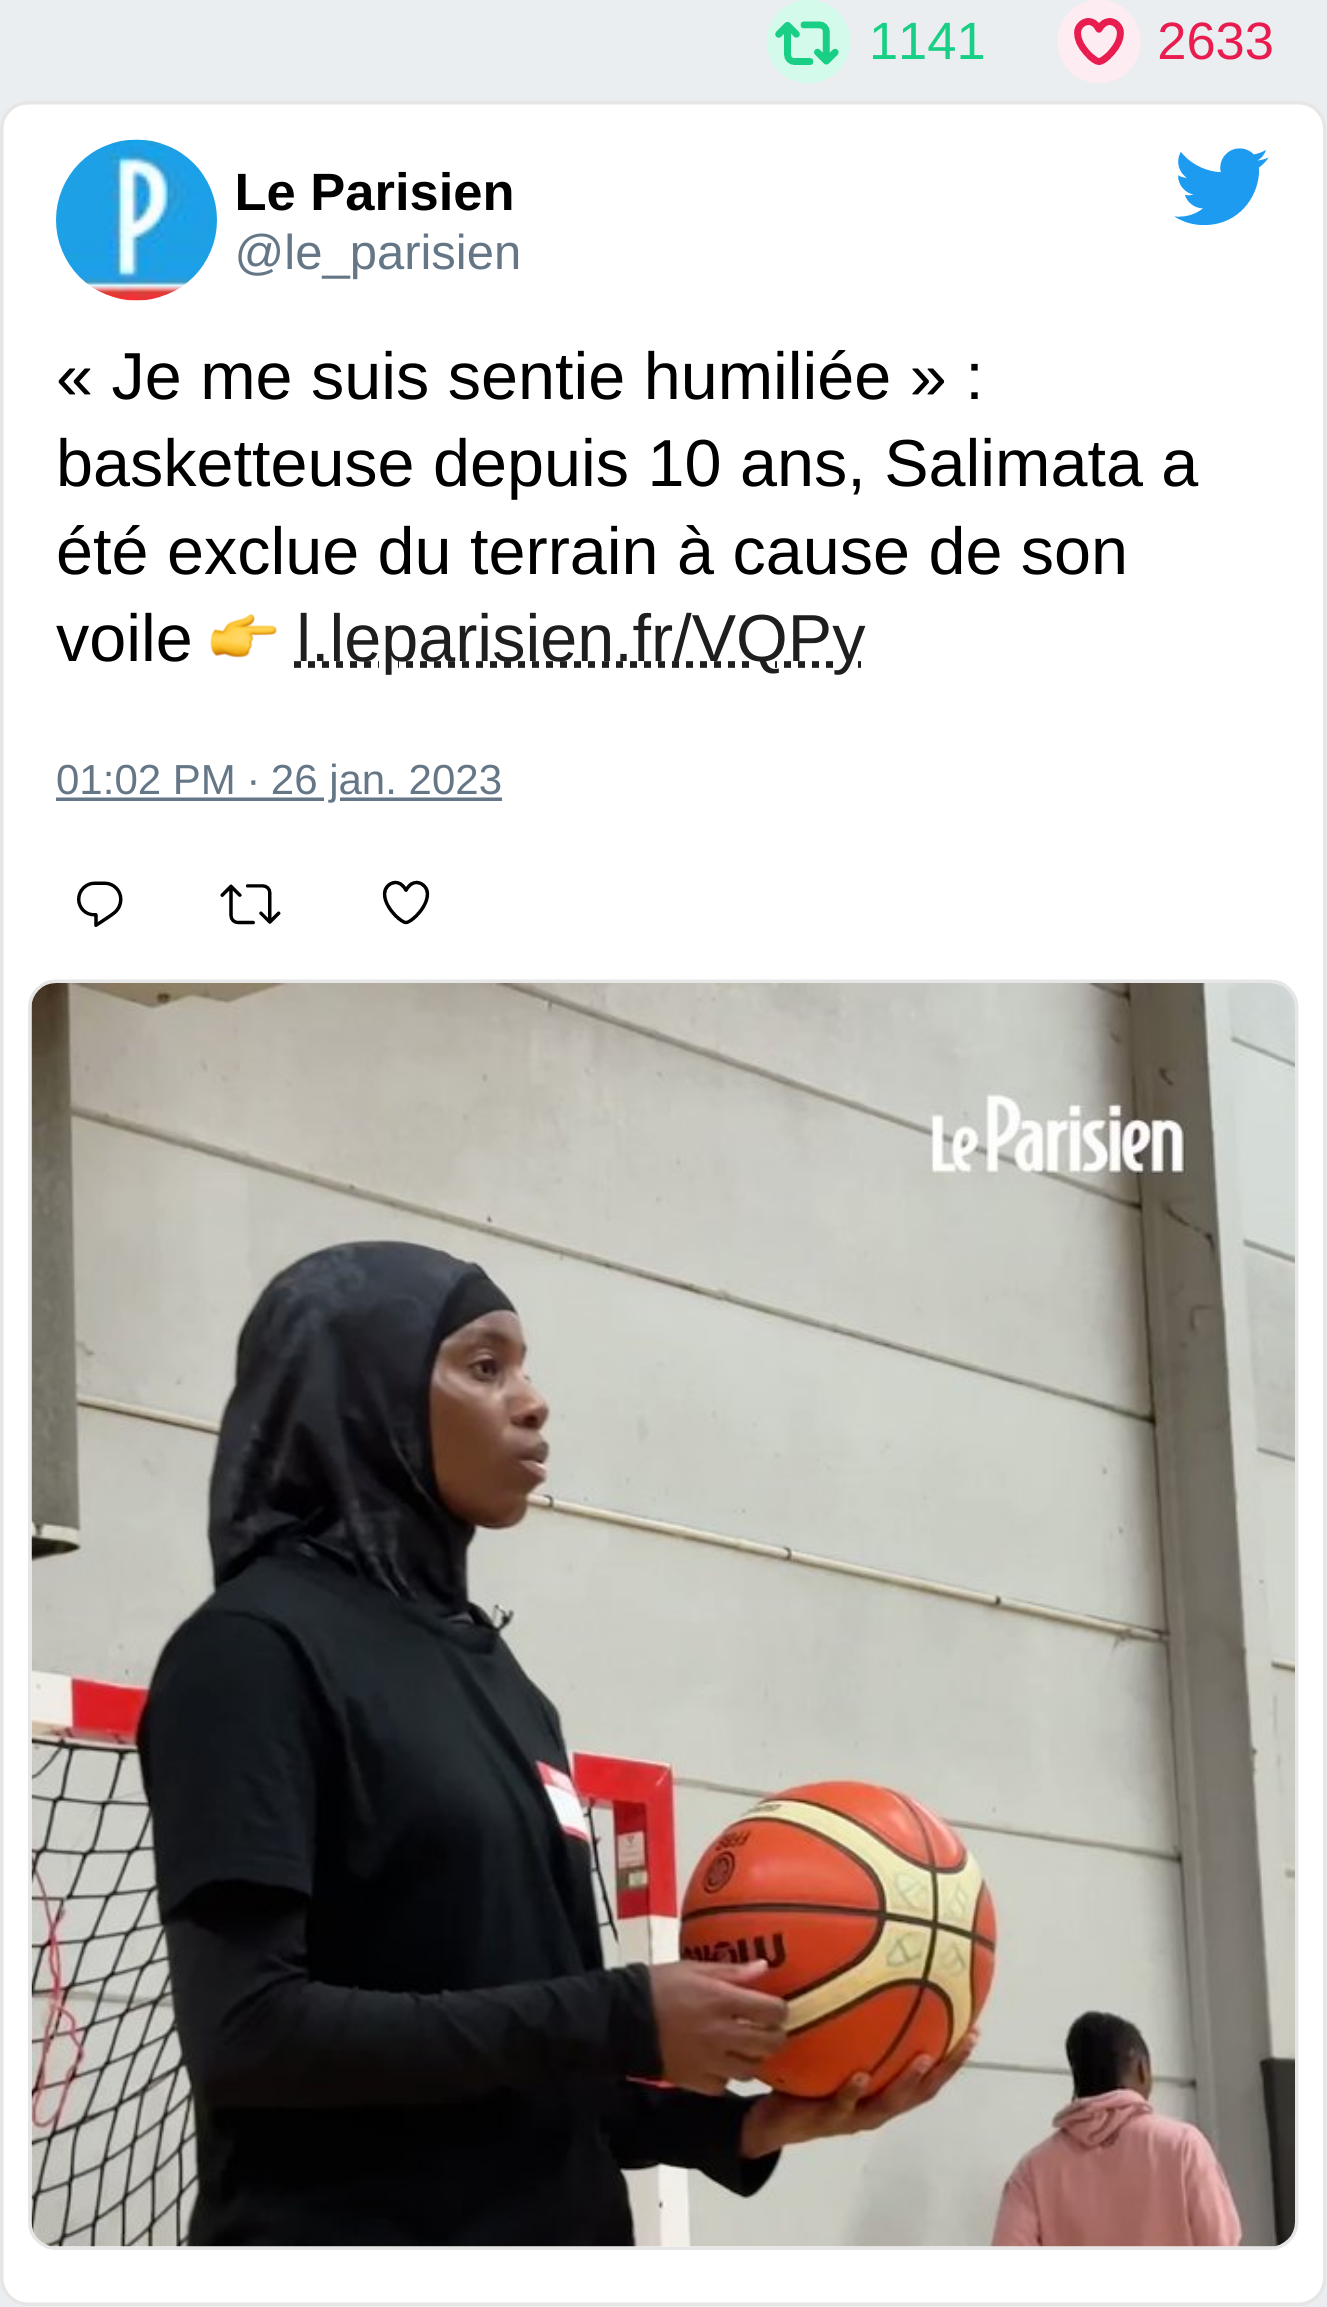 1141 2633
Le Parisien
@le_parisien
« Je me suis sentie humiliée » :
basketteuse depuis 10 ans, Salimata a
été exclue du terrain à cause de son
voile 👉 l.leparisien.fr/VQPy
01:02 PM · 26 jan. 2023
Le Parisien